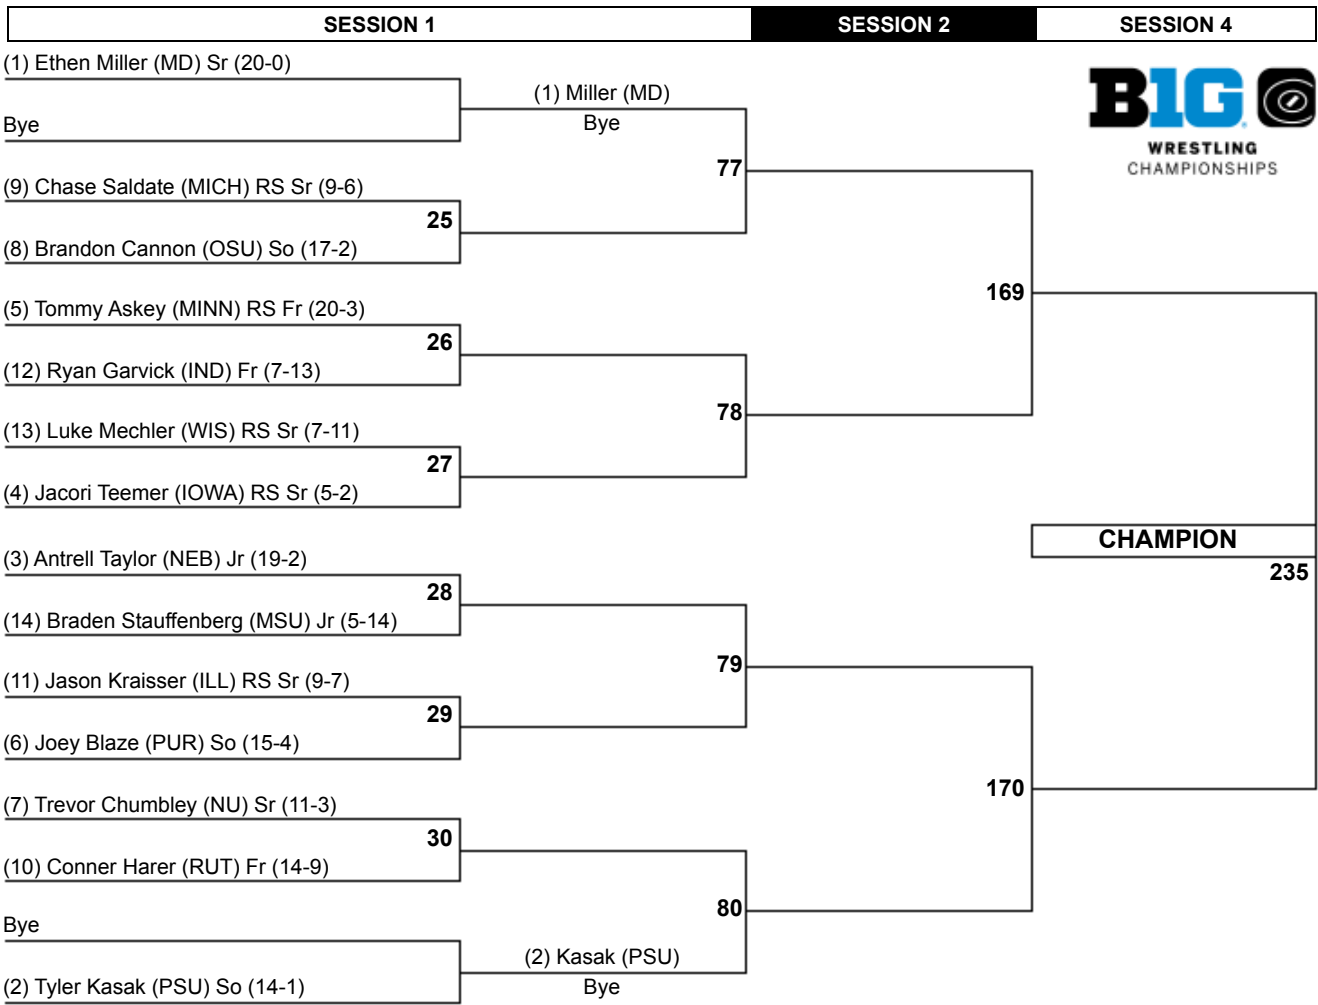 SESSION 1
SESSION 2
SESSION 4
(1) Ethen Miller (MD) Sr (20-0)
Bye
(1) Miller (MD)
Bye
B1G
WRESTLING
CHAMPIONSHIPS
77
(9) Chase Saldate (MICH) RS Sr (9-6)
25
(8) Brandon Cannon (OSU) So (17-2)
169
(5) Tommy Askey (MINN) RS Fr (20-3)
26
(12) Ryan Garvick (IND) Fr (7-13)
78
(13) Luke Mechler (WIS) RS Sr (7-11)
27
(4) Jacori Teemer (IOWA) RS Sr (5-2)
CHAMPION
235
(3) Antrell Taylor (NEB) Jr (19-2)
28
(14) Braden Stauffenberg (MSU) Jr (5-14)
79
(11) Jason Kraisser (ILL) RS Sr (9-7)
29
(6) Joey Blaze (PUR) So (15-4)
170
(7) Trevor Chumbley (NU) Sr (11-3)
30
(10) Conner Harer (RUT) Fr (14-9)
80
Bye
(2) Kasak (PSU)
Bye
(2) Tyler Kasak (PSU) So (14-1)